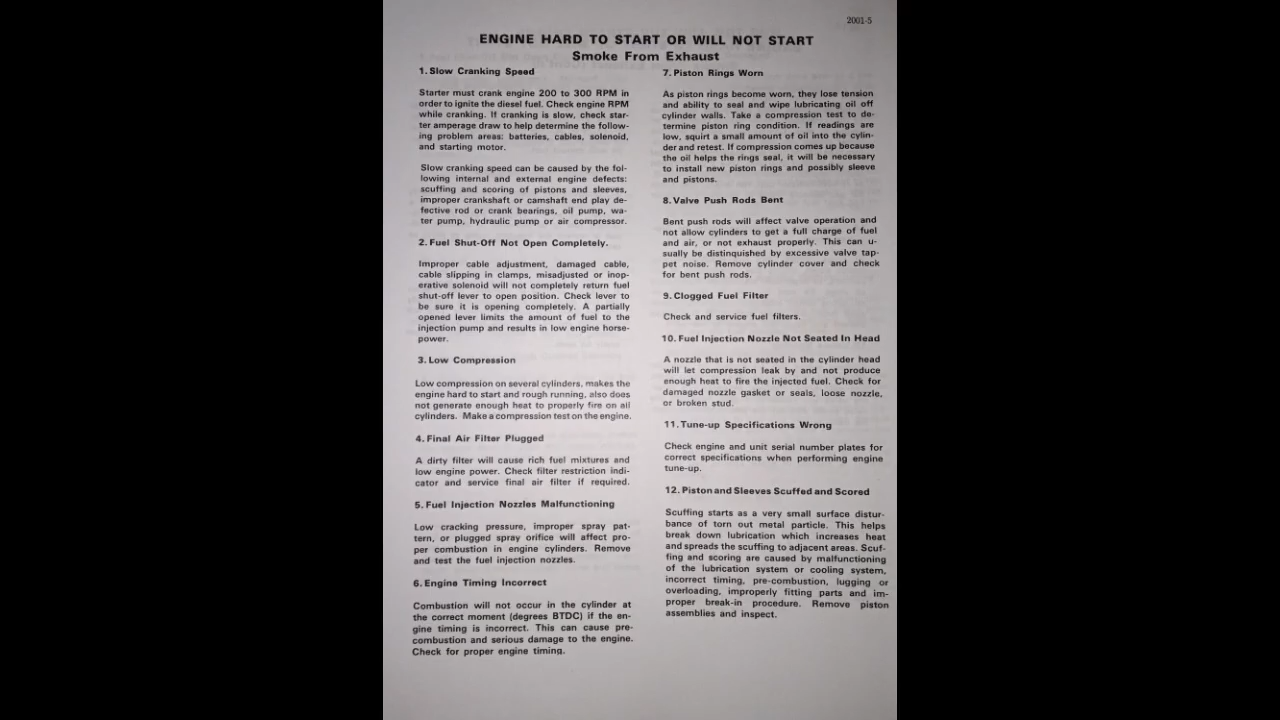 2001-5
ENGINE HARD TO START OR WILL NOT START
Smoke From Exhaust
1. Slow Cranking Speed
Starter must crank engine 200 to 300 RPM in
order to ignite the diesel fuel. Check engine RPM
while cranking. If cranking is slow, check star-
ter amperage draw to help determine the follow-
ing problem areas: batteries, cables, solenoid,
and starting motor.
Slow cranking speed can be caused by the fol-
lowing internal and external engine defects:
scuffing and scoring of pistons and sleeves,
improper crankshaft or camshaft end play de-
fective rod or crank bearings, oil pump, wa-
ter pump, hydraulic pump or air compressor.
2. Fuel Shut-Off Not Open Completely.
Improper cable adjustment, damaged cable,
cable slipping in clamps, misadjusted or inop-
erative solenoid will not completely return fuel
shut-off lever to open position. Check lever to
be sure it is opening completely. A partially
opened lever limits the amount of fuel to the
injection pump and results in low engine horse-
power.
3. Low Compression
Low compression on several cylinders, makes the
engine hard to start and rough running, also does
not generate enough heat to properly fire on all
cylinders. Make a compression test on the engine.
4. Final Air Filter Plugged
A dirty filter will cause rich fuel mixtures and
low engine power. Check filter restriction indi-
cator and service final air filter if required.
5. Fuel Injection Nozzles Malfunctioning
Low cracking pressure, improper spray pat-
tern, or plugged spray orifice will affect pro-
per combustion in engine cylinders. Remove
and test the fuel injection nozzles.
6. Engine Timing Incorrect
Combustion will not occur in the cylinder at
the correct moment (degrees BTDC) if the en-
gine timing is incorrect. This can cause pre-
combustion and serious damage to the engine.
Check for proper engine timing.
7. Piston Rings Worn
As piston rings become worn, they lose tension
and ability to seal and wipe lubricating oil off
cylinder walls. Take a compression test to de-
termine piston ring condition. If readings are
low, squirt a small amount of oil into the cylin-
der and retest. If compression comes up because
the oil helps the rings seal, it will be necessary
to install new piston rings and possibly sleeve
and pistons.
8. Valve Push Rods Bent
Bent push rods will affect valve operation and
not allow cylinders to get a full charge of fuel
and air, or not exhaust properly. This can u-
sually be distinquished by excessive valve tap-
pet noise. Remove cylinder cover and check
for bent push rods.
9. Clogged Fuel Filter
Check and service fuel filters.
10. Fuel Injection Nozzle Not Seated In Head
A nozzle that is not seated in the cylinder head
will let compression leak by and not produce
enough heat to fire the injected fuel. Check for
damaged nozzle gasket or seals, loose nozzle,
or broken stud.
11. Tune-up Specifications Wrong
Check engine and unit serial number plates for
correct specifications when performing engine
tune-up.
12. Piston and Sleeves Scuffed and Scored
Scuffing starts as a very small surface distur-
bance of torn out metal particle. This helps
break down lubrication which increases heat
and spreads the scuffing to adjacent areas. Scuf-
fing and scoring are caused by malfunctioning
of the lubrication system or cooling system,
incorrect timing, pre-combustion, lugging or
overloading, improperly fitting parts and im-
proper break-in procedure. Remove piston
assemblies and inspect.